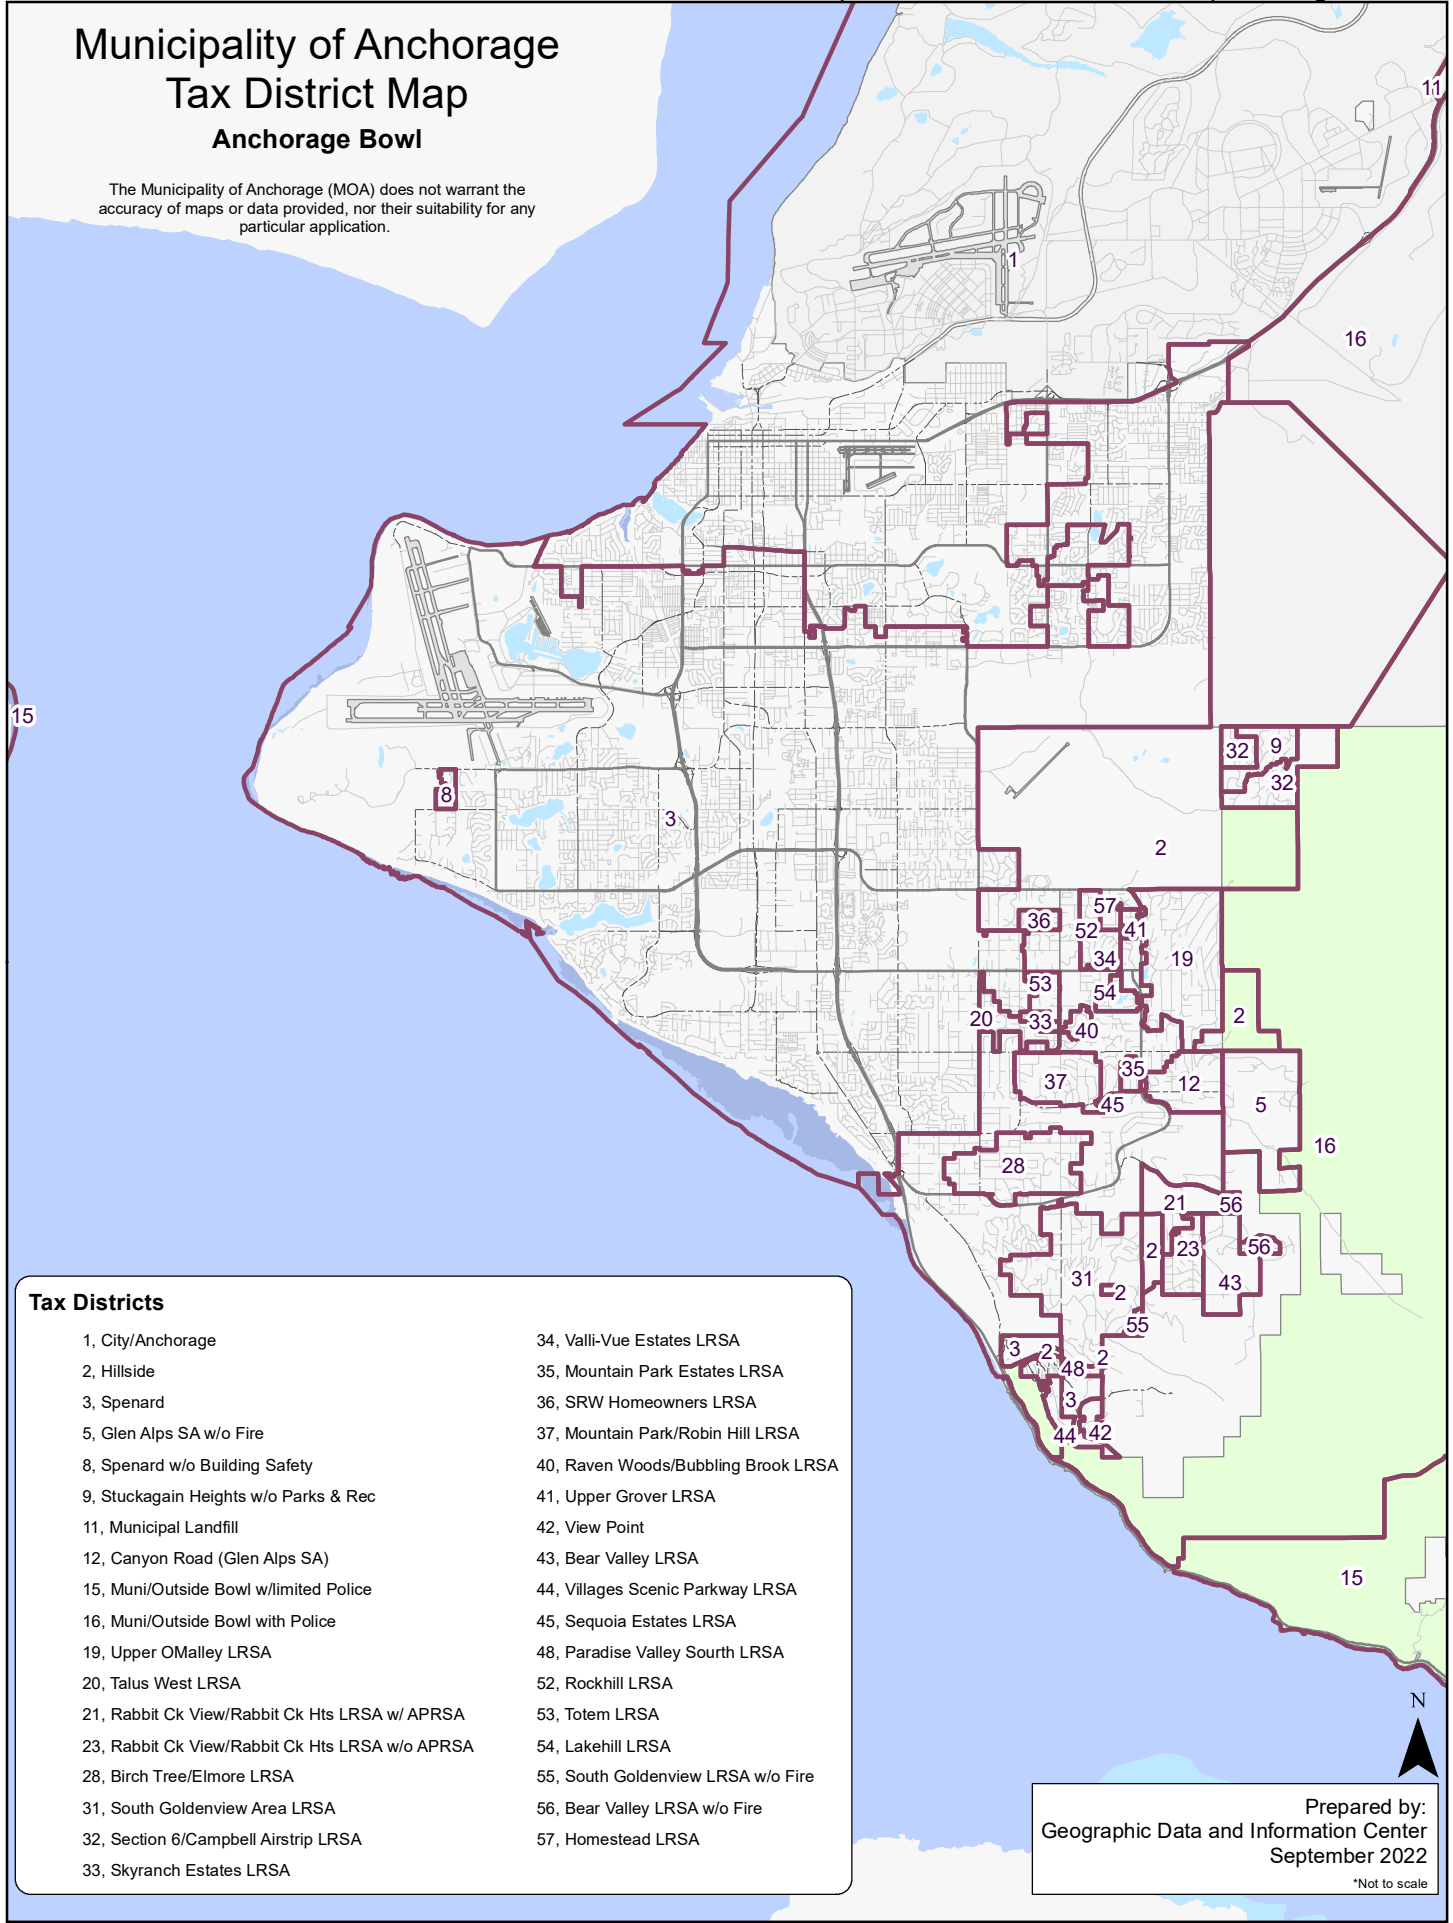 Municipality of Anchorage
Tax District Map
Anchorage Bowl
The Municipality of Anchorage (MOA) does not warrant the
accuracy of maps or data provided, nor their suitability for any
particular application.
11
1
16
15
32
9
32
8
3
2
57
36
52
41
34
19
53
54
20
33
40
2
35
37
12
45
5
28
16
21
56
2
23
56
31
2
43
55
3
2
2
48
3
44
42
15
Tax Districts
1, City/Anchorage
2, Hillside
3, Spenard
5, Glen Alps SA w/o Fire
8, Spenard w/o Building Safety
9, Stuckagain Heights w/o Parks & Rec
11, Municipal Landfill
12, Canyon Road (Glen Alps SA)
15, Muni/Outside Bowl w/limited Police
16, Muni/Outside Bowl with Police
19, Upper OMalley LRSA
20, Talus West LRSA
21, Rabbit Ck View/Rabbit Ck Hts LRSA w/ APRSA
23, Rabbit Ck View/Rabbit Ck Hts LRSA w/o APRSA
28, Birch Tree/Elmore LRSA
31, South Goldenview Area LRSA
32, Section 6/Campbell Airstrip LRSA
33, Skyranch Estates LRSA
34, Valli-Vue Estates LRSA
35, Mountain Park Estates LRSA
36, SRW Homeowners LRSA
37, Mountain Park/Robin Hill LRSA
40, Raven Woods/Bubbling Brook LRSA
41, Upper Grover LRSA
42, View Point
43, Bear Valley LRSA
44, Villages Scenic Parkway LRSA
45, Sequoia Estates LRSA
48, Paradise Valley Sourth LRSA
52, Rockhill LRSA
53, Totem LRSA
54, Lakehill LRSA
55, South Goldenview LRSA w/o Fire
56, Bear Valley LRSA w/o Fire
57, Homestead LRSA
N
Prepared by:
Geographic Data and Information Center
September 2022
*Not to scale